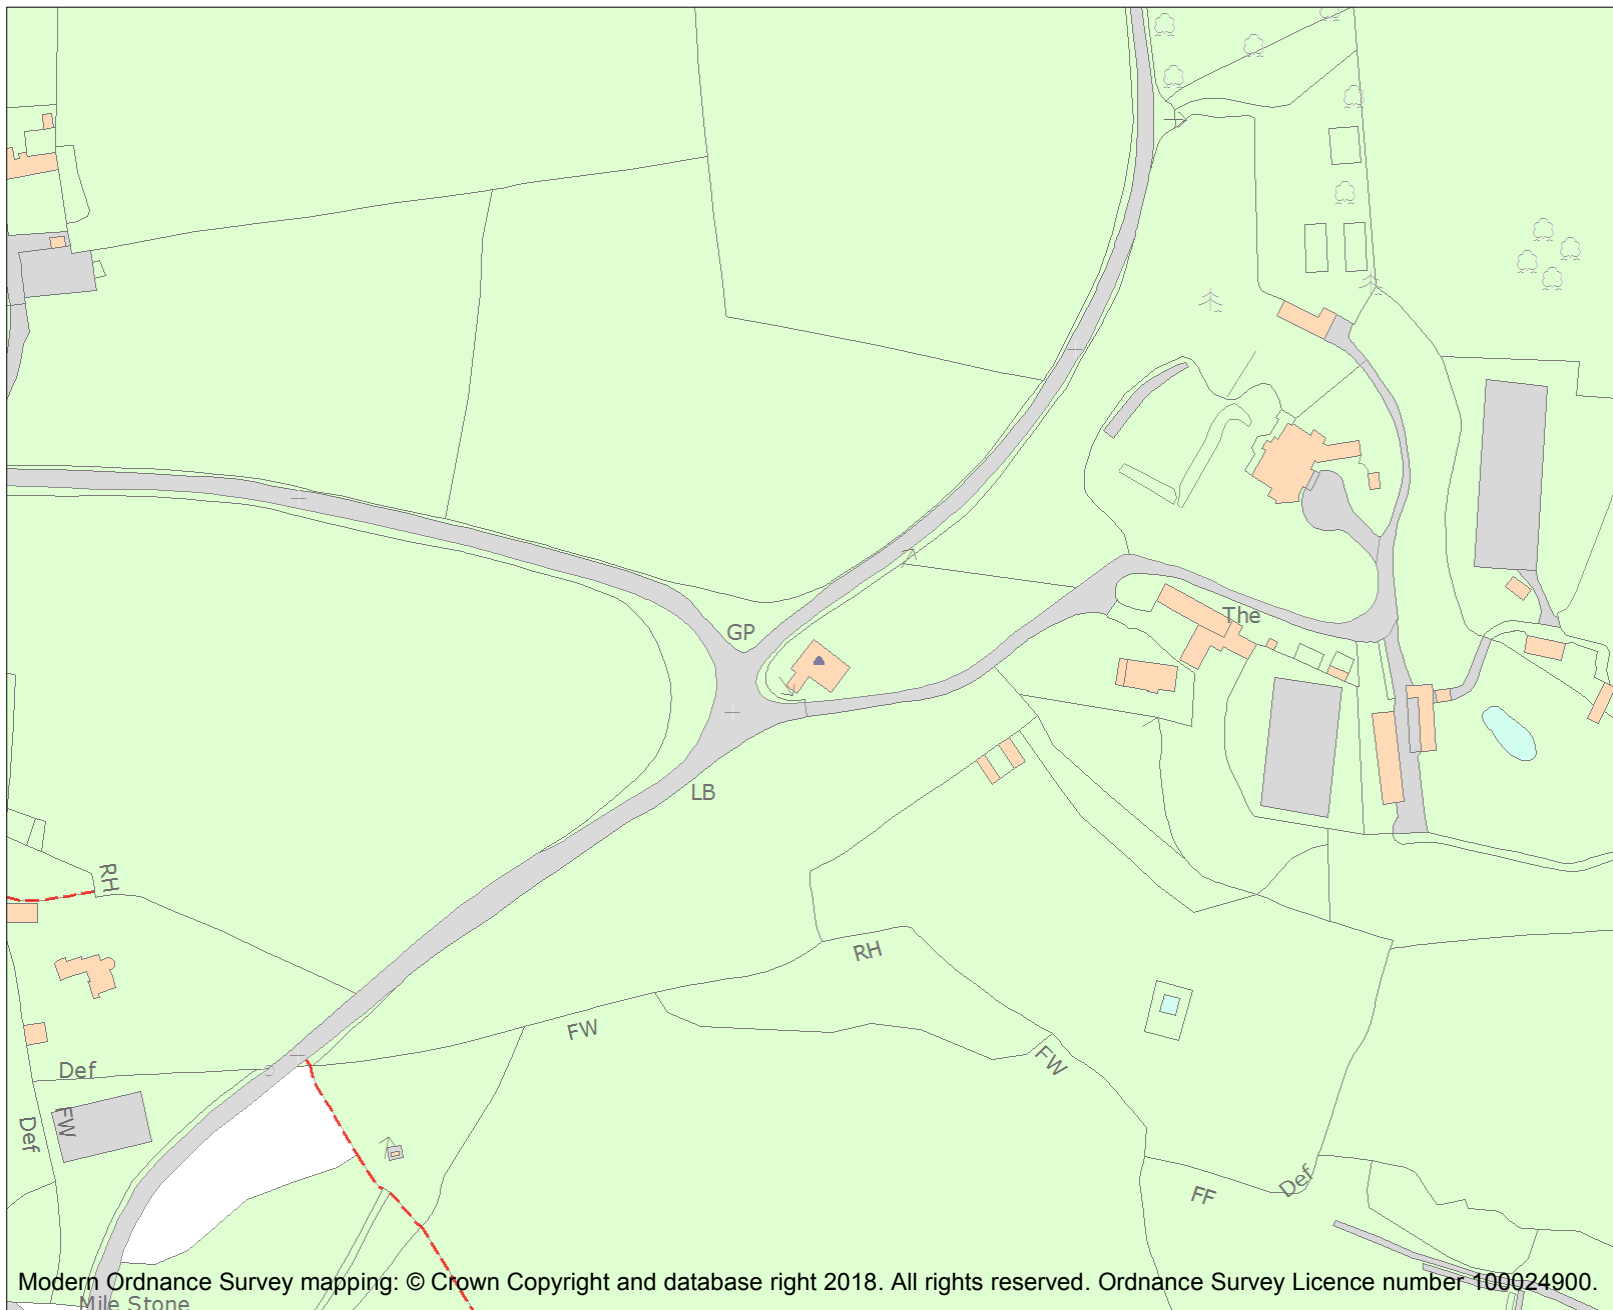 The
GP
LB
RH
RH
FW
FW
Def
FW
Def
FF
Def
Modern Ordnance Survey mapping: © Crown Copyright and database right 2018. All rights reserved. Ordnance Survey Licence number 100024900.
Mile Stone